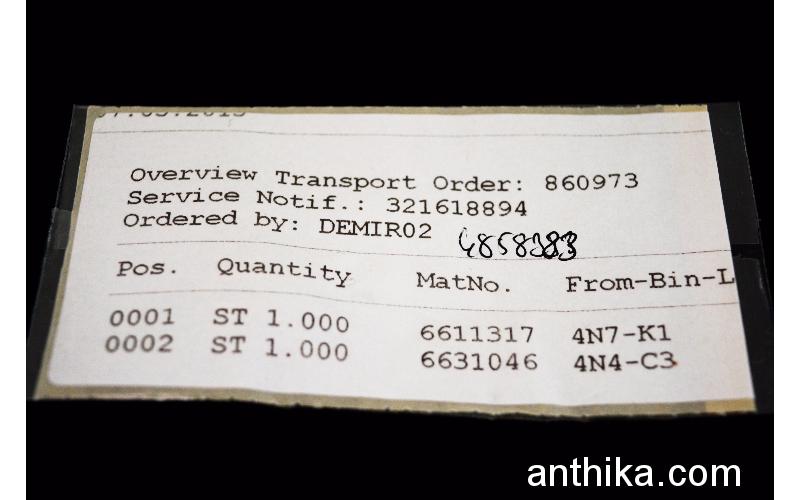 Overview Transport Order: 860973
Service Notif.: 321618894
Ordered by: DEMIR02
Pos. Quantity MatNo. From-Bin-L
0001 ST 1.000 6611317 4N7-K1
0002 ST 1.000 6631046 4N4-C3
anthika.com